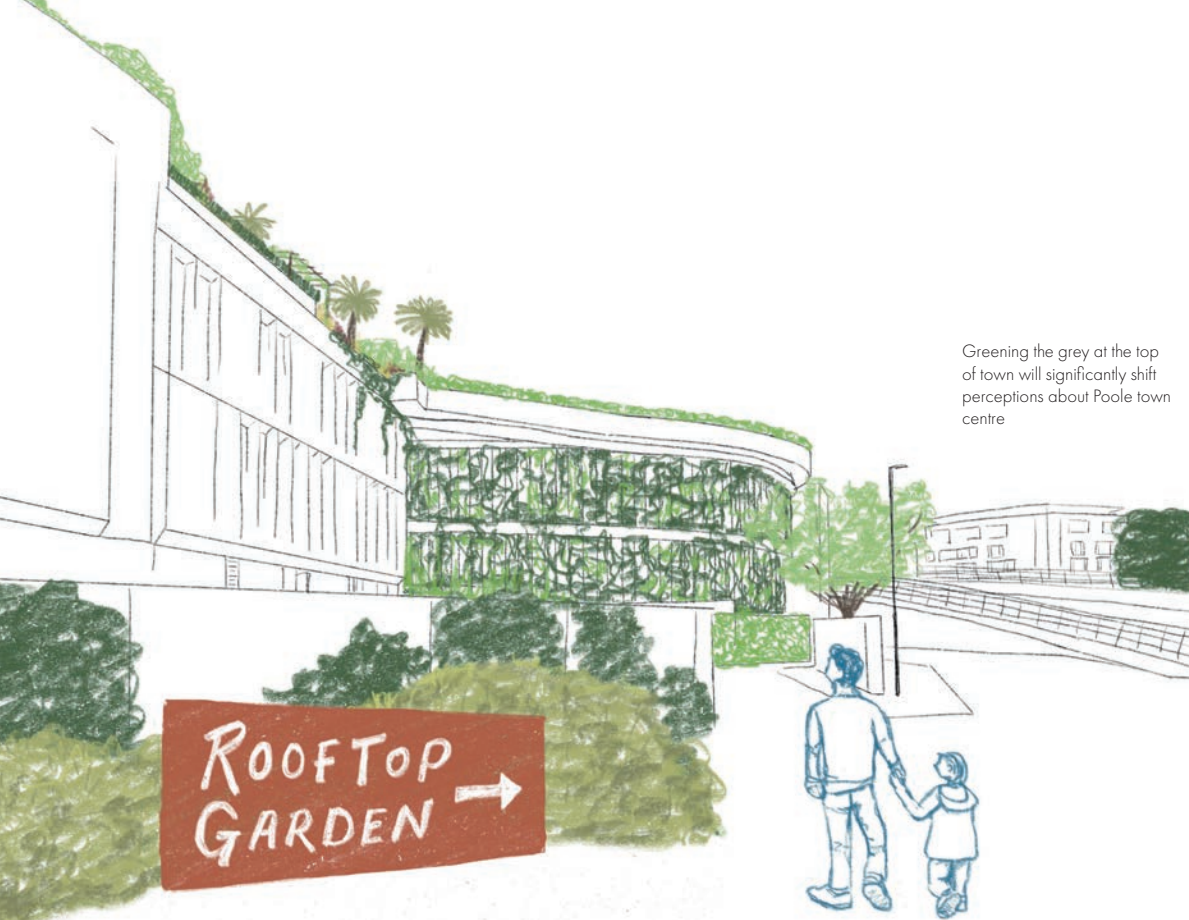 Greening the grey at the top
of town will significantly shift
perceptions about Poole town
centre
ROOFTOP
GARDEN